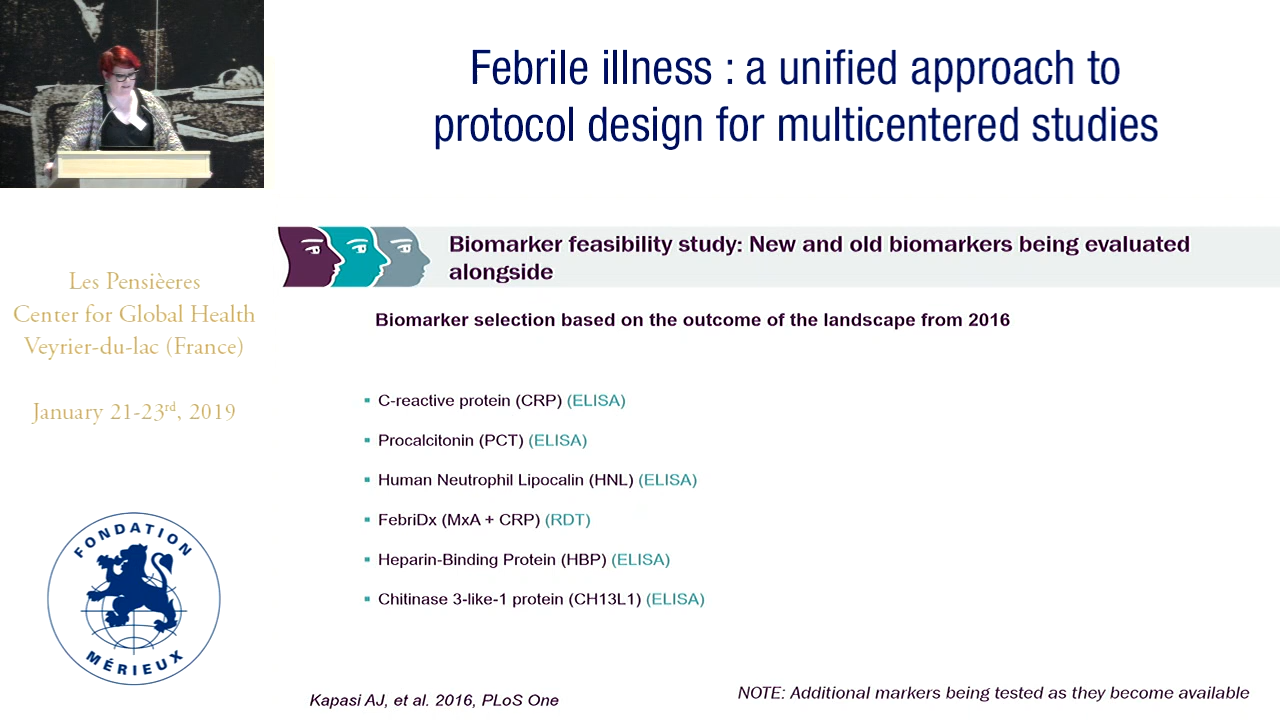 Febrile illness : a unified approach to
protocol design for multicentered studies
Les Pensièeres
Center for Global Health
Veyrier-du-lac (France)
January 21-23rd, 2019
FONDATION
MÉRIEUX
Biomarker feasibility study: New and old biomarkers being evaluated
alongside
Biomarker selection based on the outcome of the landscape from 2016
▪ C-reactive protein (CRP) (ELISA)
▪ Procalcitonin (PCT) (ELISA)
▪ Human Neutrophil Lipocalin (HNL) (ELISA)
▪ FebriDx (MxA + CRP) (RDT)
▪ Heparin-Binding Protein (HBP) (ELISA)
▪ Chitinase 3-like-1 protein (CH13L1) (ELISA)
Kapasi AJ, et al. 2016, PLoS One
NOTE: Additional markers being tested as they become available